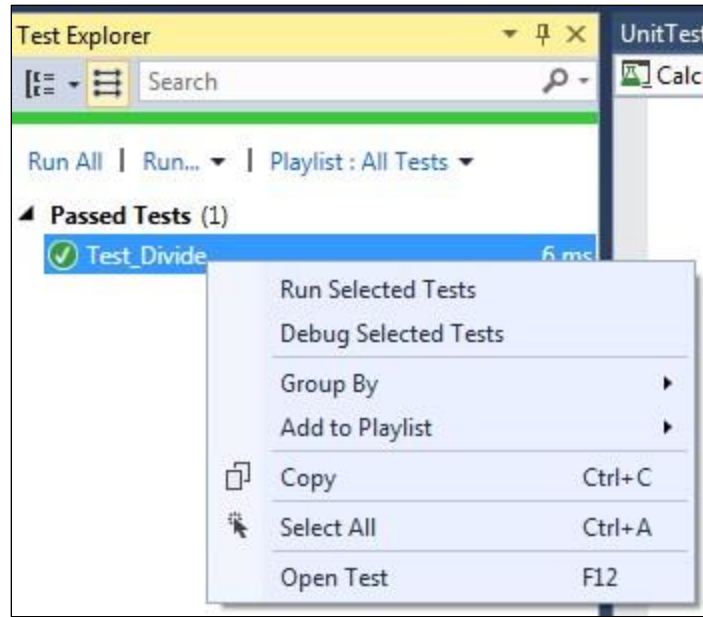 Test Explorer
UnitTest
Search
Calc
Run All | Run... | Playlist : All Tests
Passed Tests (1)
Test_Divide 6 ms
Run Selected Tests
Debug Selected Tests
Group By
Add to Playlist
Copy Ctrl+C
Select All Ctrl+A
Open Test F12